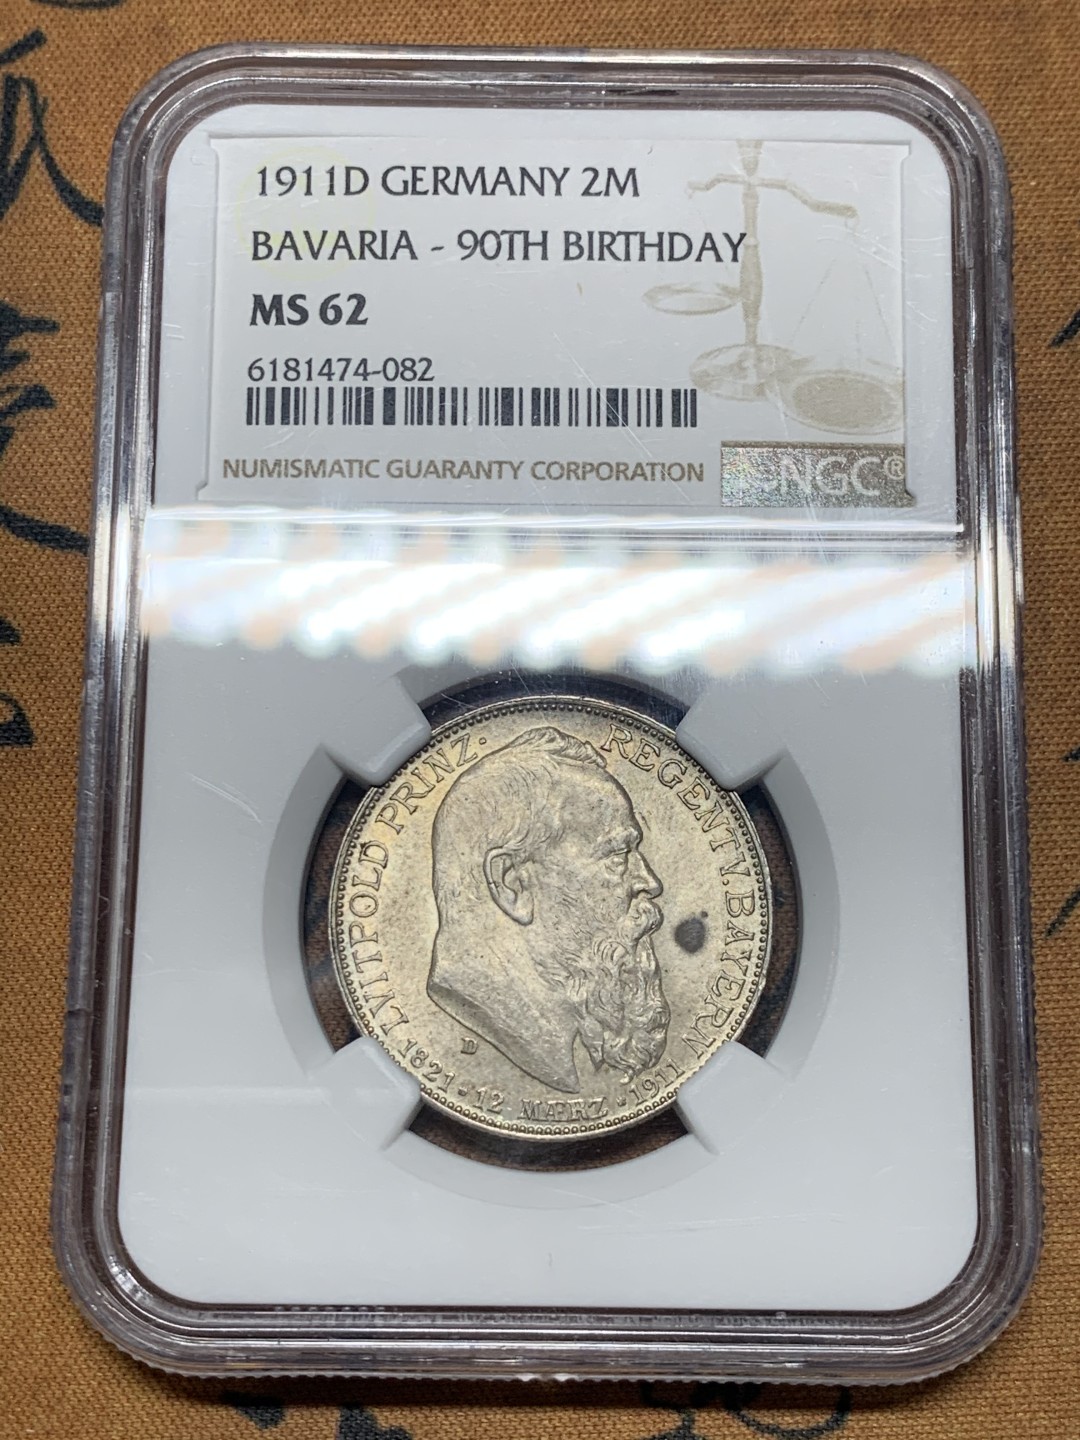 1911D GERMANY 2M
BAVARIA - 90TH BIRTHDAY
MS 62
6181474-082
NUMISMATIC GUARANTY CORPORATION
NGC®
LVITPOLD PRINZ· REGENT V. BAYERN
D
1821 · 12 MÆRZ · 1911